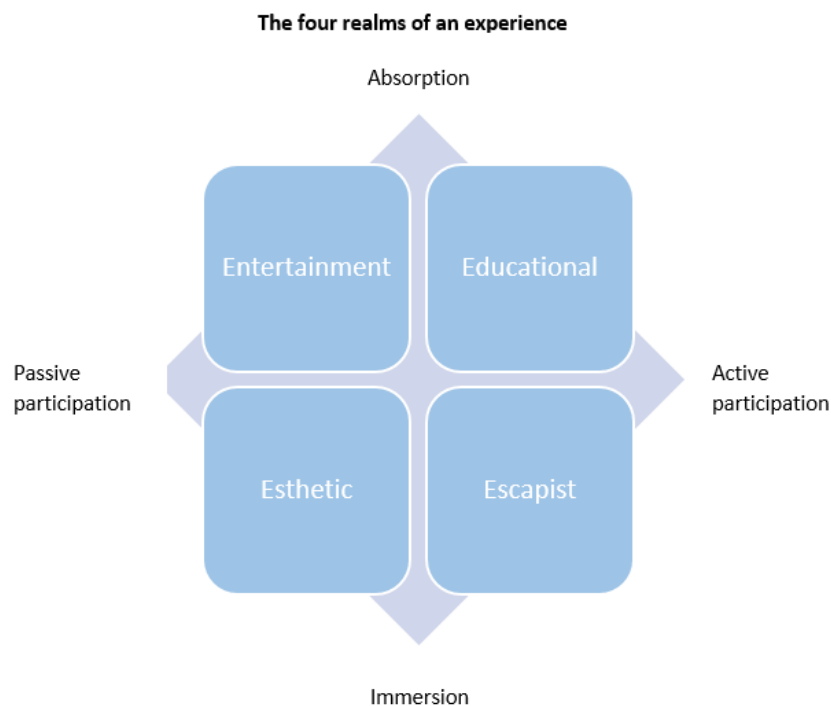 The four realms of an experience
Absorption
Entertainment
Educational
Passive
participation
Active
participation
Esthetic
Escapist
Immersion